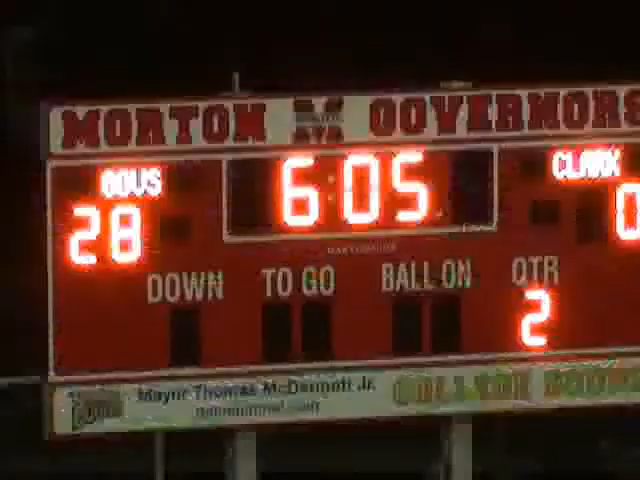 MORTON M GOVERNORS
GOVS 6:05 CLARK
28 0
DOWN TO GO BALL ON QTR
2
Mayor Thomas McDermott Jr.